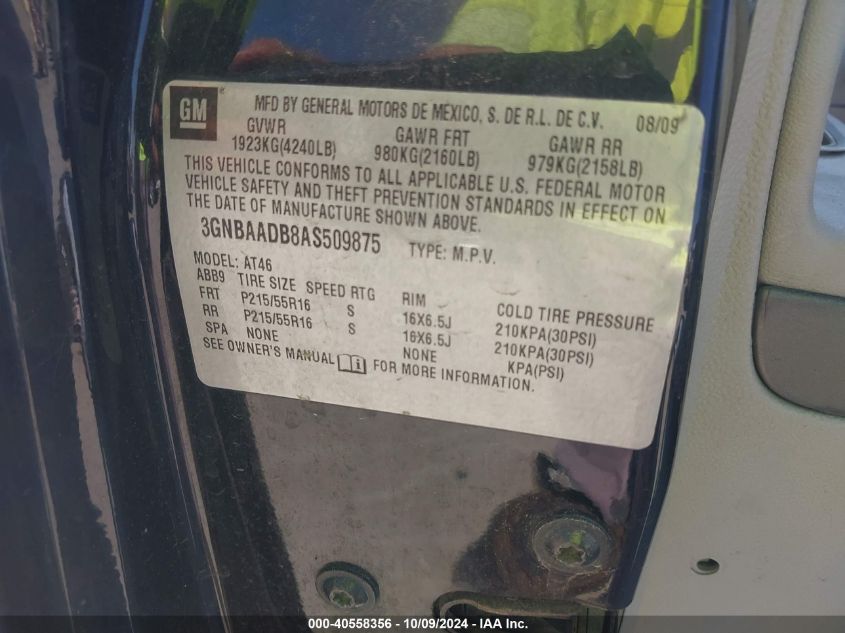 GM
MFD BY GENERAL MOTORS DE MEXICO, S. DE R.L. DE C.V. 08/09
GVWR GAWR FRT GAWR RR
1923KG(4240LB) 980KG(2160LB) 979KG(2158LB)
THIS VEHICLE CONFORMS TO ALL APPLICABLE U.S. FEDERAL MOTOR
VEHICLE SAFETY AND THEFT PREVENTION STANDARDS IN EFFECT ON
THE DATE OF MANUFACTURE SHOWN ABOVE.
3GNBAADB8AS509875 TYPE: M.P.V.
MODEL: AT46
ABB9 TIRE SIZE SPEED RTG RIM COLD TIRE PRESSURE
FRT P215/55R16 S 16X6.5J 210KPA(30PSI)
RR P215/55R16 S 16X6.5J 210KPA(30PSI)
SPA NONE NONE KPA(PSI)
SEE OWNER'S MANUAL FOR MORE INFORMATION.
000-40558356 - 10/09/2024 - IAA Inc.